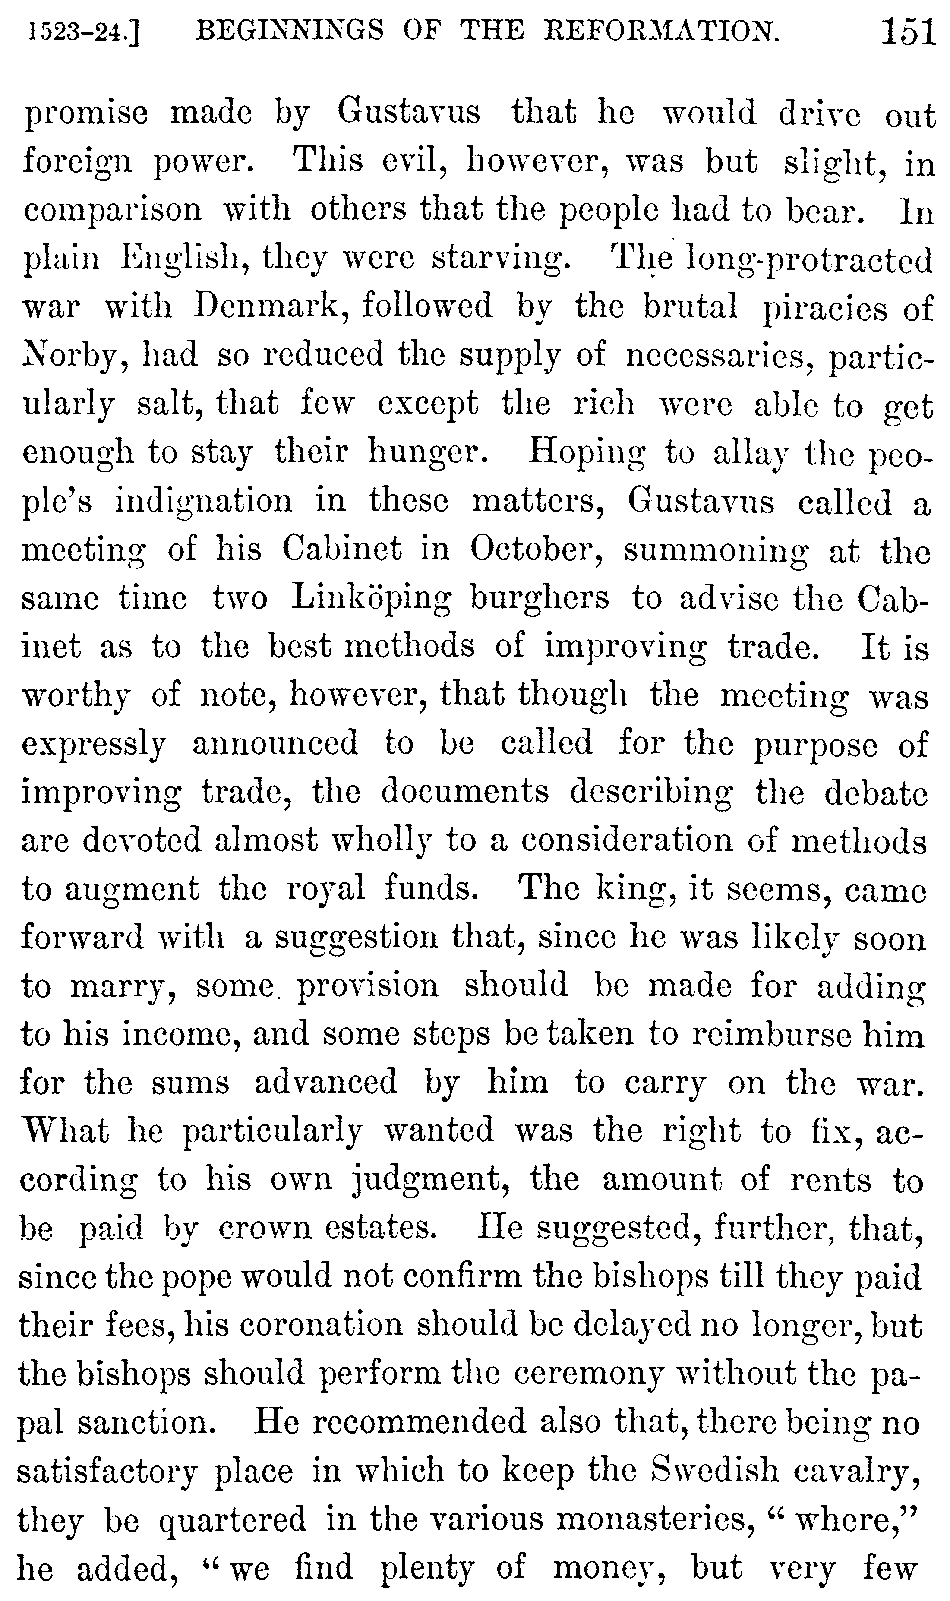 1523–24.] BEGINNINGS OF THE REFORMATION. 151
promise made by Gustavus that he would drive out
foreign power. This evil, however, was but slight, in
comparison with others that the people had to bear. In
plain English, they were starving. The long-protracted
war with Denmark, followed by the brutal piracies of
Norby, had so reduced the supply of necessaries, partic-
ularly salt, that few except the rich were able to get
enough to stay their hunger. Hoping to allay the peo-
ple's indignation in these matters, Gustavus called a
meeting of his Cabinet in October, summoning at the
same time two Linköping burghers to advise the Cab-
inet as to the best methods of improving trade. It is
worthy of note, however, that though the meeting was
expressly announced to be called for the purpose of
improving trade, the documents describing the debate
are devoted almost wholly to a consideration of methods
to augment the royal funds. The king, it seems, came
forward with a suggestion that, since he was likely soon
to marry, some provision should be made for adding
to his income, and some steps be taken to reimburse him
for the sums advanced by him to carry on the war.
What he particularly wanted was the right to fix, ac-
cording to his own judgment, the amount of rents to
be paid by crown estates. He suggested, further, that,
since the pope would not confirm the bishops till they paid
their fees, his coronation should be delayed no longer, but
the bishops should perform the ceremony without the pa-
pal sanction. He recommended also that, there being no
satisfactory place in which to keep the Swedish cavalry,
they be quartered in the various monasteries, "where,"
he added, "we find plenty of money, but very few